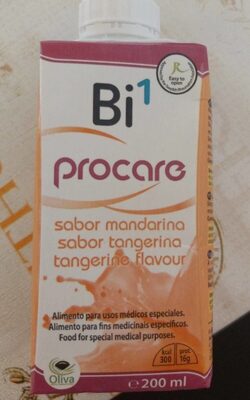 Easy to open
Bi¹
procare
sabor mandarina
sabor tangerina
tangerine flavour
Alimento para usos médicos especiales.
Alimento para fins medicinais específicos.
Food for special medical purposes.
kcal prot
300 16g
Oliva
e 200 ml